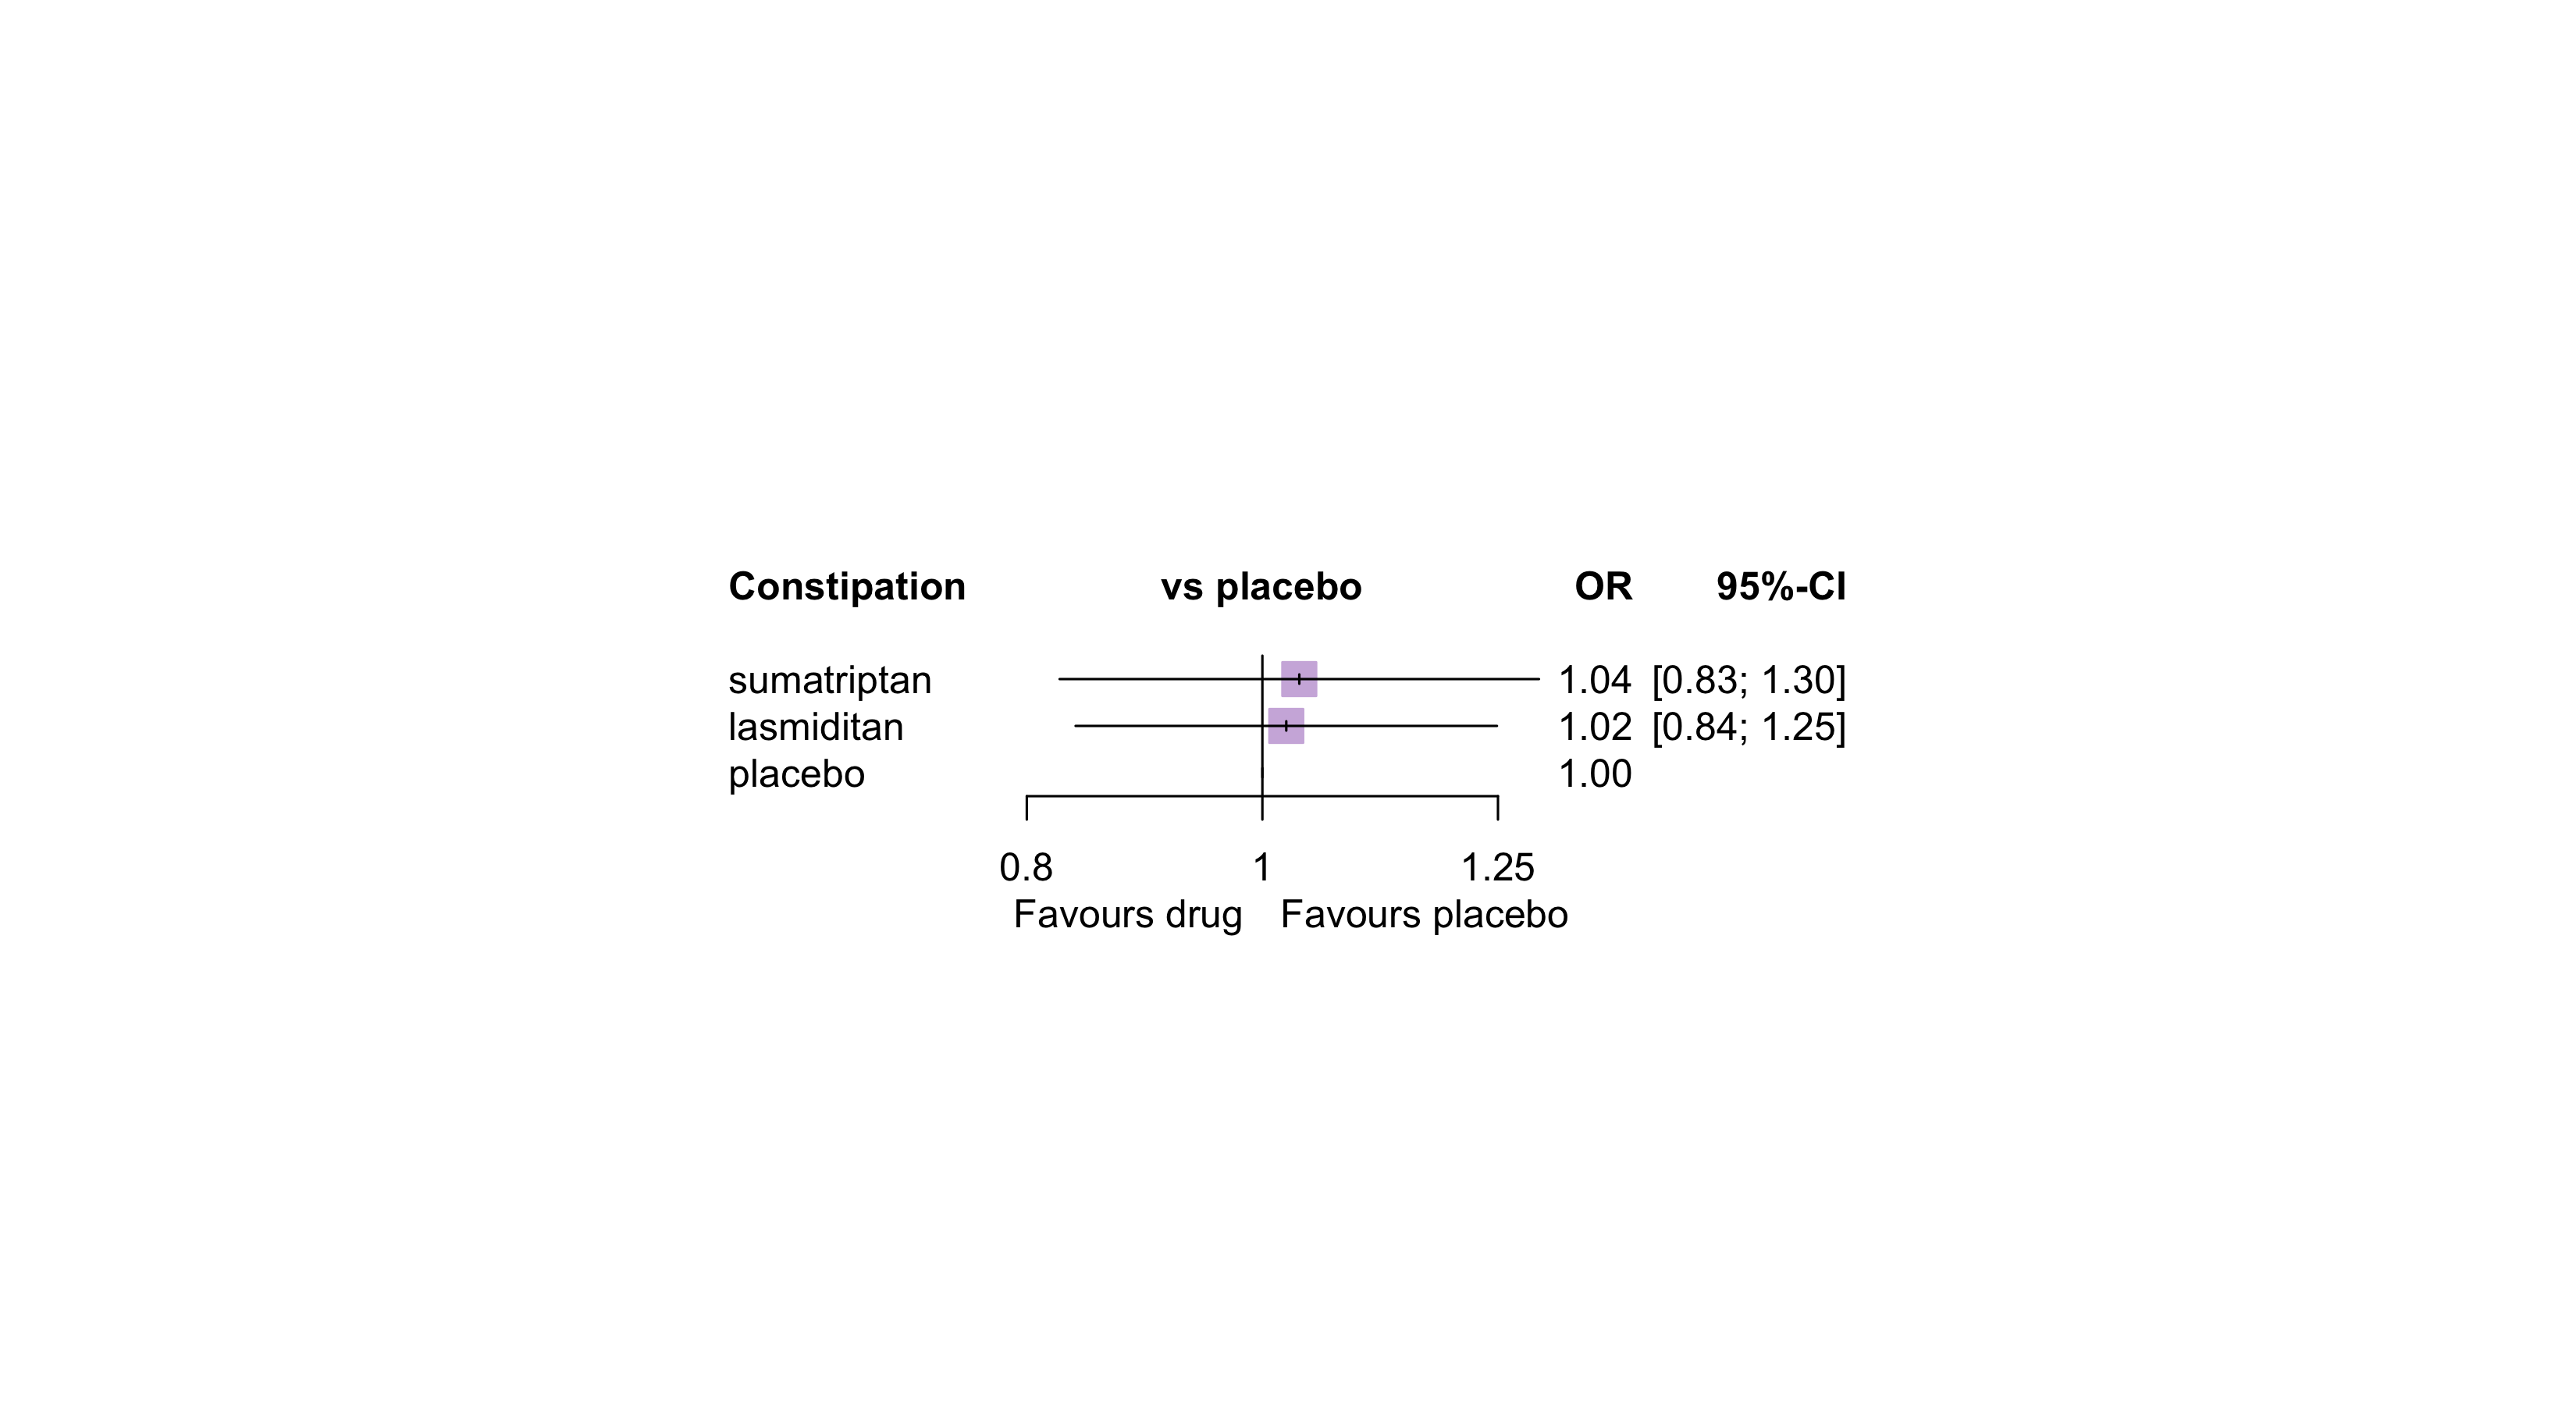 Constipation vs placebo OR 95%-CI
sumatriptan 1.04 [0.83; 1.30]
lasmiditan 1.02 [0.84; 1.25]
placebo 1.00
0.8 1 1.25
Favours drug Favours placebo